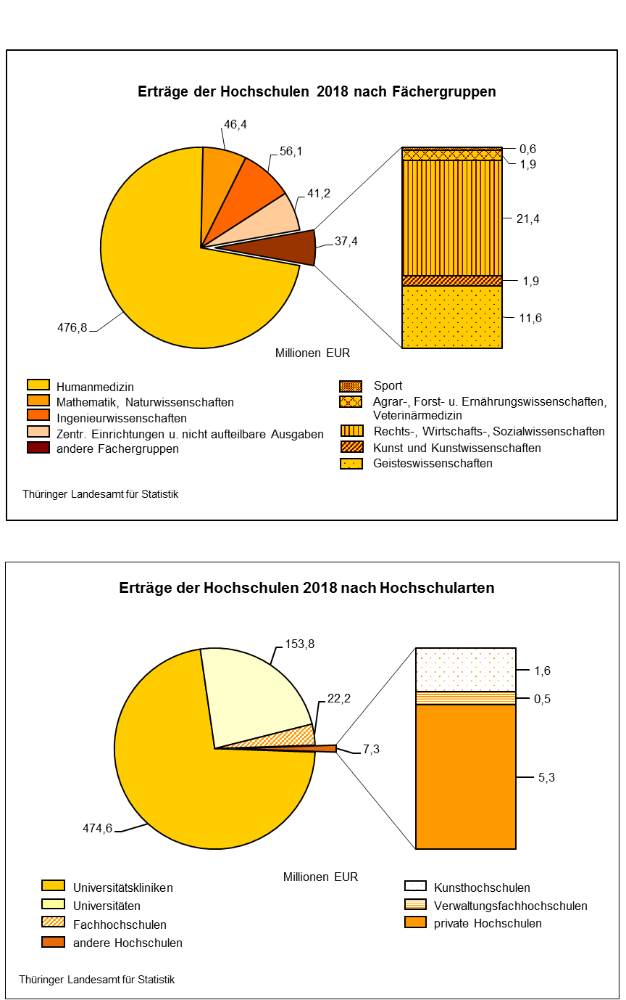 Erträge der Hochschulen 2018 nach Fächergruppen
46,4
56,1
41,2
37,4
476,8
0,6
1,9
21,4
1,9
11,6
Millionen EUR
Humanmedizin
Mathematik, Naturwissenschaften
Ingenieurwissenschaften
Zentr. Einrichtungen u. nicht aufteilbare Ausgaben
andere Fächergruppen
Sport
Agrar-, Forst- u. Ernährungswissenschaften,
Veterinärmedizin
Rechts-, Wirtschafts-, Sozialwissenschaften
Kunst und Kunstwissenschaften
Geisteswissenschaften
Thüringer Landesamt für Statistik
Erträge der Hochschulen 2018 nach Hochschularten
153,8
22,2
7,3
474,6
1,6
0,5
5,3
Millionen EUR
Universitätskliniken
Universitäten
Fachhochschulen
andere Hochschulen
Kunsthochschulen
Verwaltungsfachhochschulen
private Hochschulen
Thüringer Landesamt für Statistik